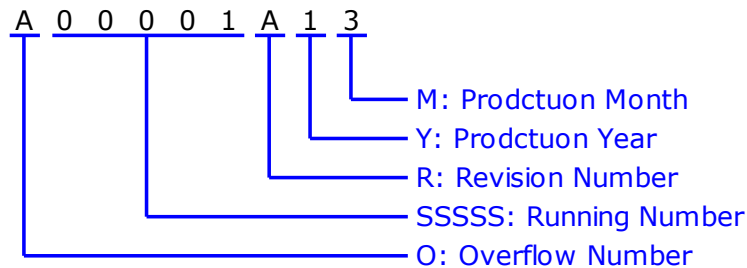 A 0 0 0 0 1 A 1 3
M: Prodctuon Month
Y: Prodctuon Year
R: Revision Number
SSSSS: Running Number
O: Overflow Number